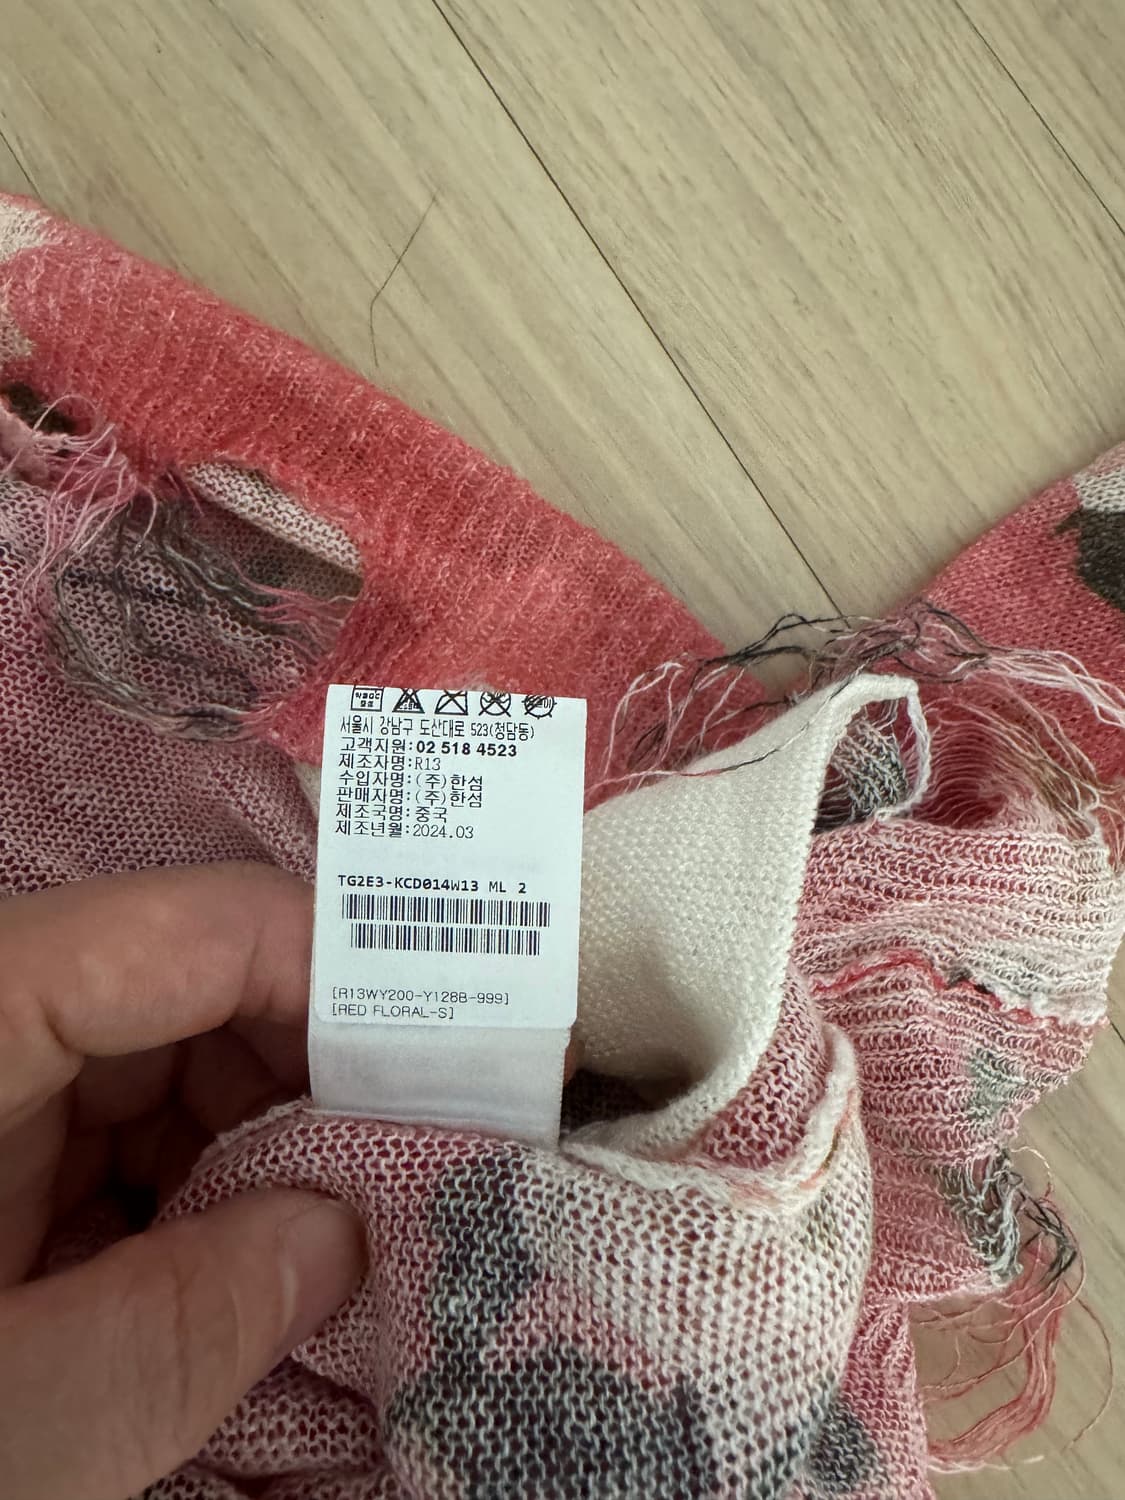 서울시 강남구 도산대로 523(청담동)
고객지원:02 518 4523
제조자명:R13
수입자명:(주)한섬
판매자명:(주)한섬
제조국명:중국
제조년월:2024.03
TG2E3-KCD014W13 ML 2
[R13WY200-Y128B-999]
[RED FLORAL-S]